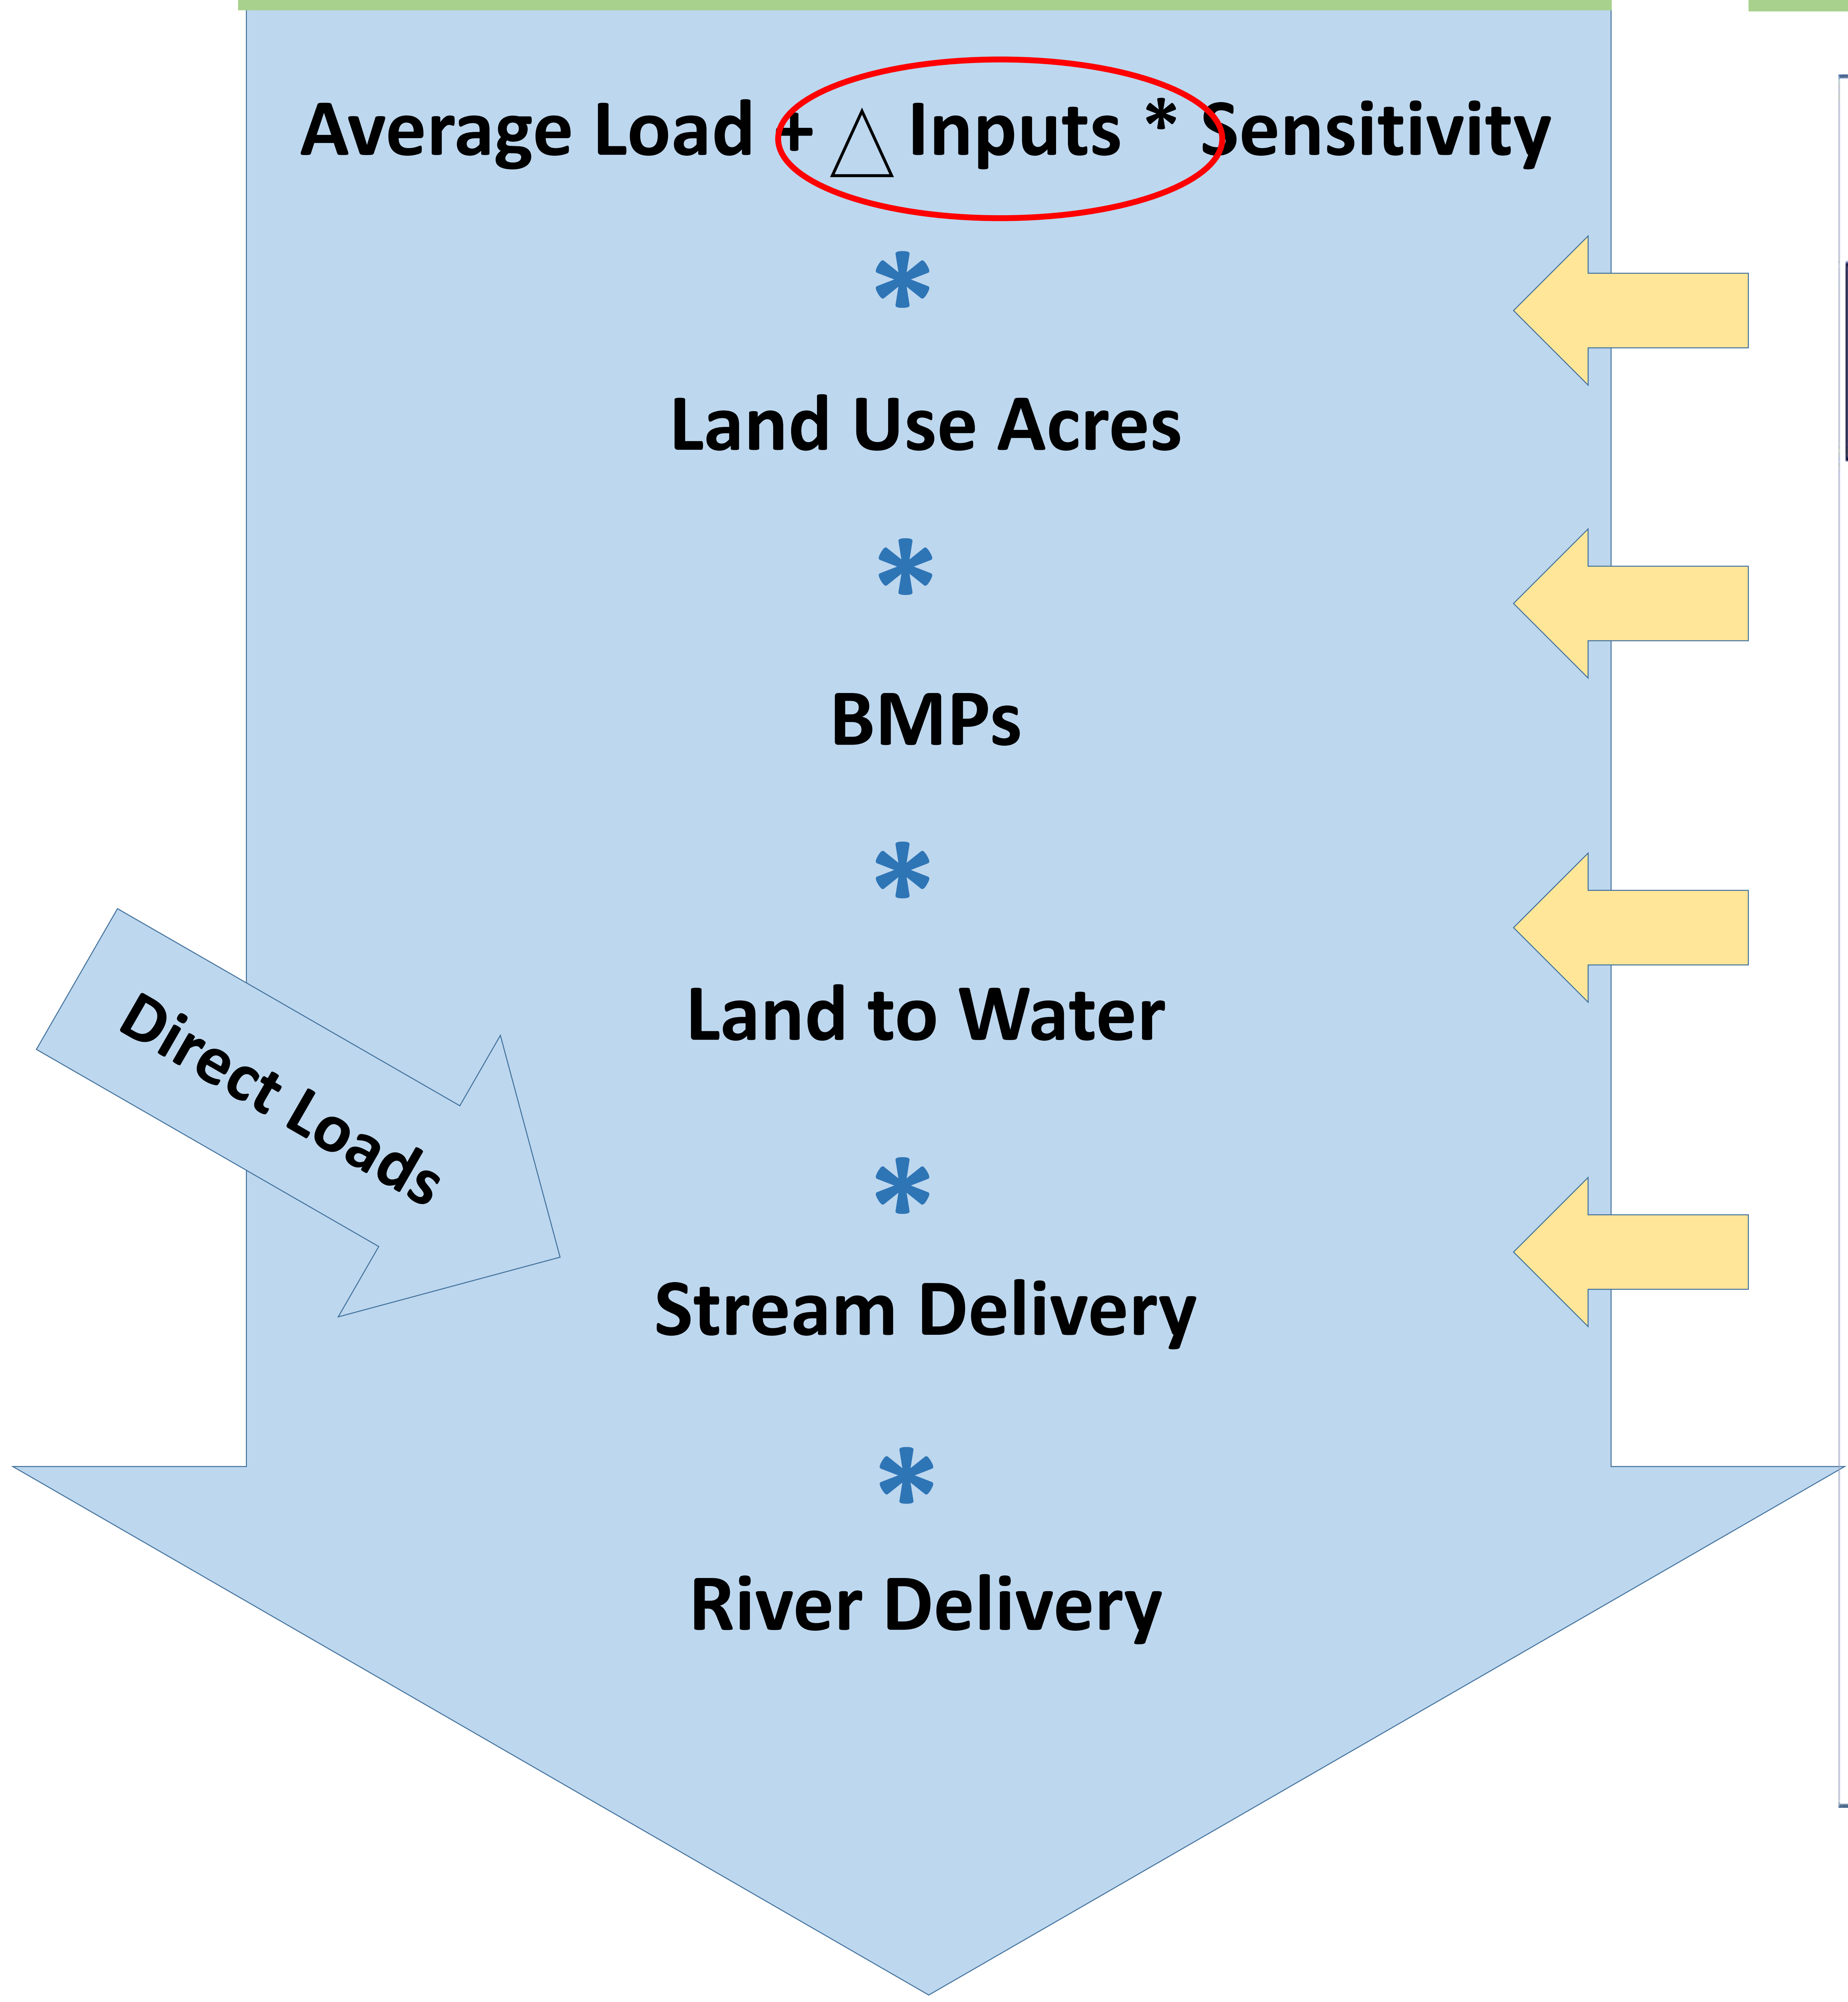 Average Load + △ Inputs * Sensitivity
*
Land Use Acres
*
BMPs
*
Land to Water
Direct Loads
*
Stream Delivery
*
River Delivery